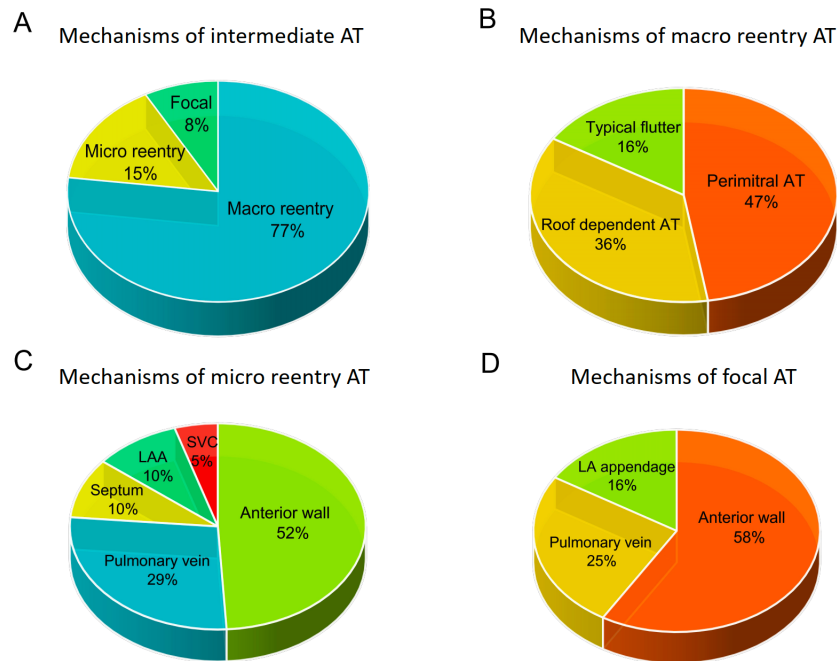 A
Mechanisms of intermediate AT
Focal
8%
Micro reentry
15%
Macro reentry
77%
B
Mechanisms of macro reentry AT
Typical flutter
16%
Perimitral AT
47%
Roof dependent AT
36%
C
Mechanisms of micro reentry AT
SVC
5%
LAA
10%
Septum
10%
Anterior wall
52%
Pulmonary vein
29%
D
Mechanisms of focal AT
LA appendage
16%
Anterior wall
58%
Pulmonary vein
25%